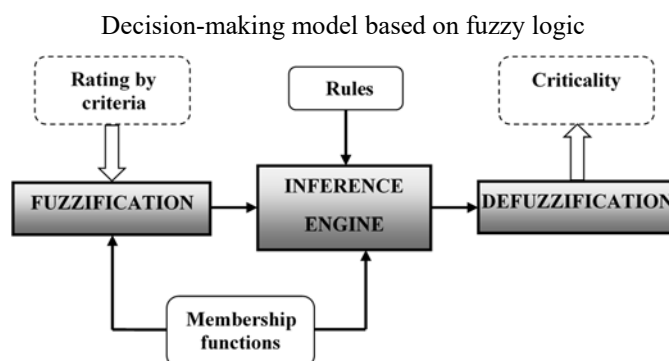 Decision-making model based on fuzzy logic
Rating by
criteria
Rules
Criticality
FUZZIFICATION
INFERENCE
ENGINE
DEFUZZIFICATION
Membership
functions